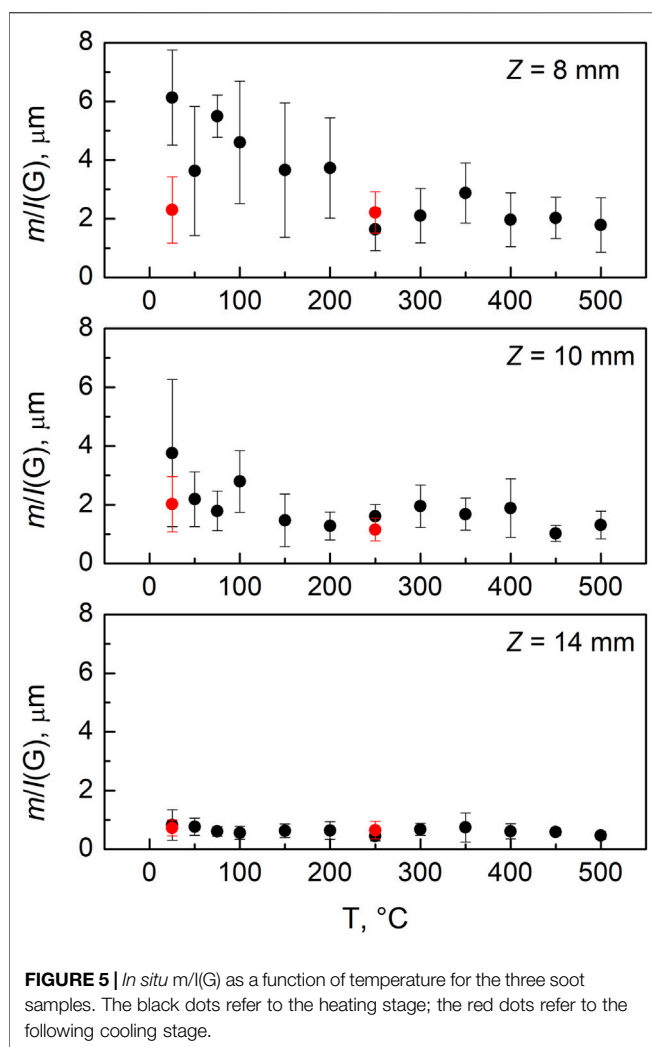 8
Z = 8 mm
6
4
2
0
m/I(G), μm
0 100 200 300 400 500
8
Z = 10 mm
6
4
2
0
m/I(G), μm
0 100 200 300 400 500
8
Z = 14 mm
6
4
2
0
m/I(G), μm
0 100 200 300 400 500
T, °C
FIGURE 5 | In situ m/I(G) as a function of temperature for the three soot
samples. The black dots refer to the heating stage; the red dots refer to the
following cooling stage.